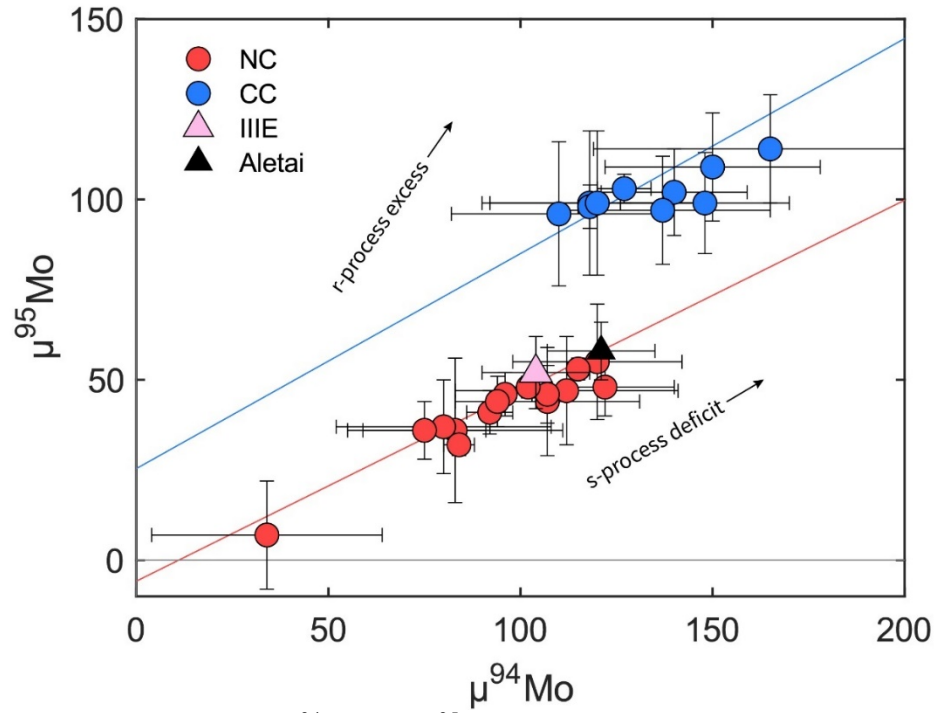 150
100
50
0
μ⁹⁵Mo
NC
CC
IIIE
Aletai
r-process excess
s-process deficit
0
50
100
150
200
μ⁹⁴Mo